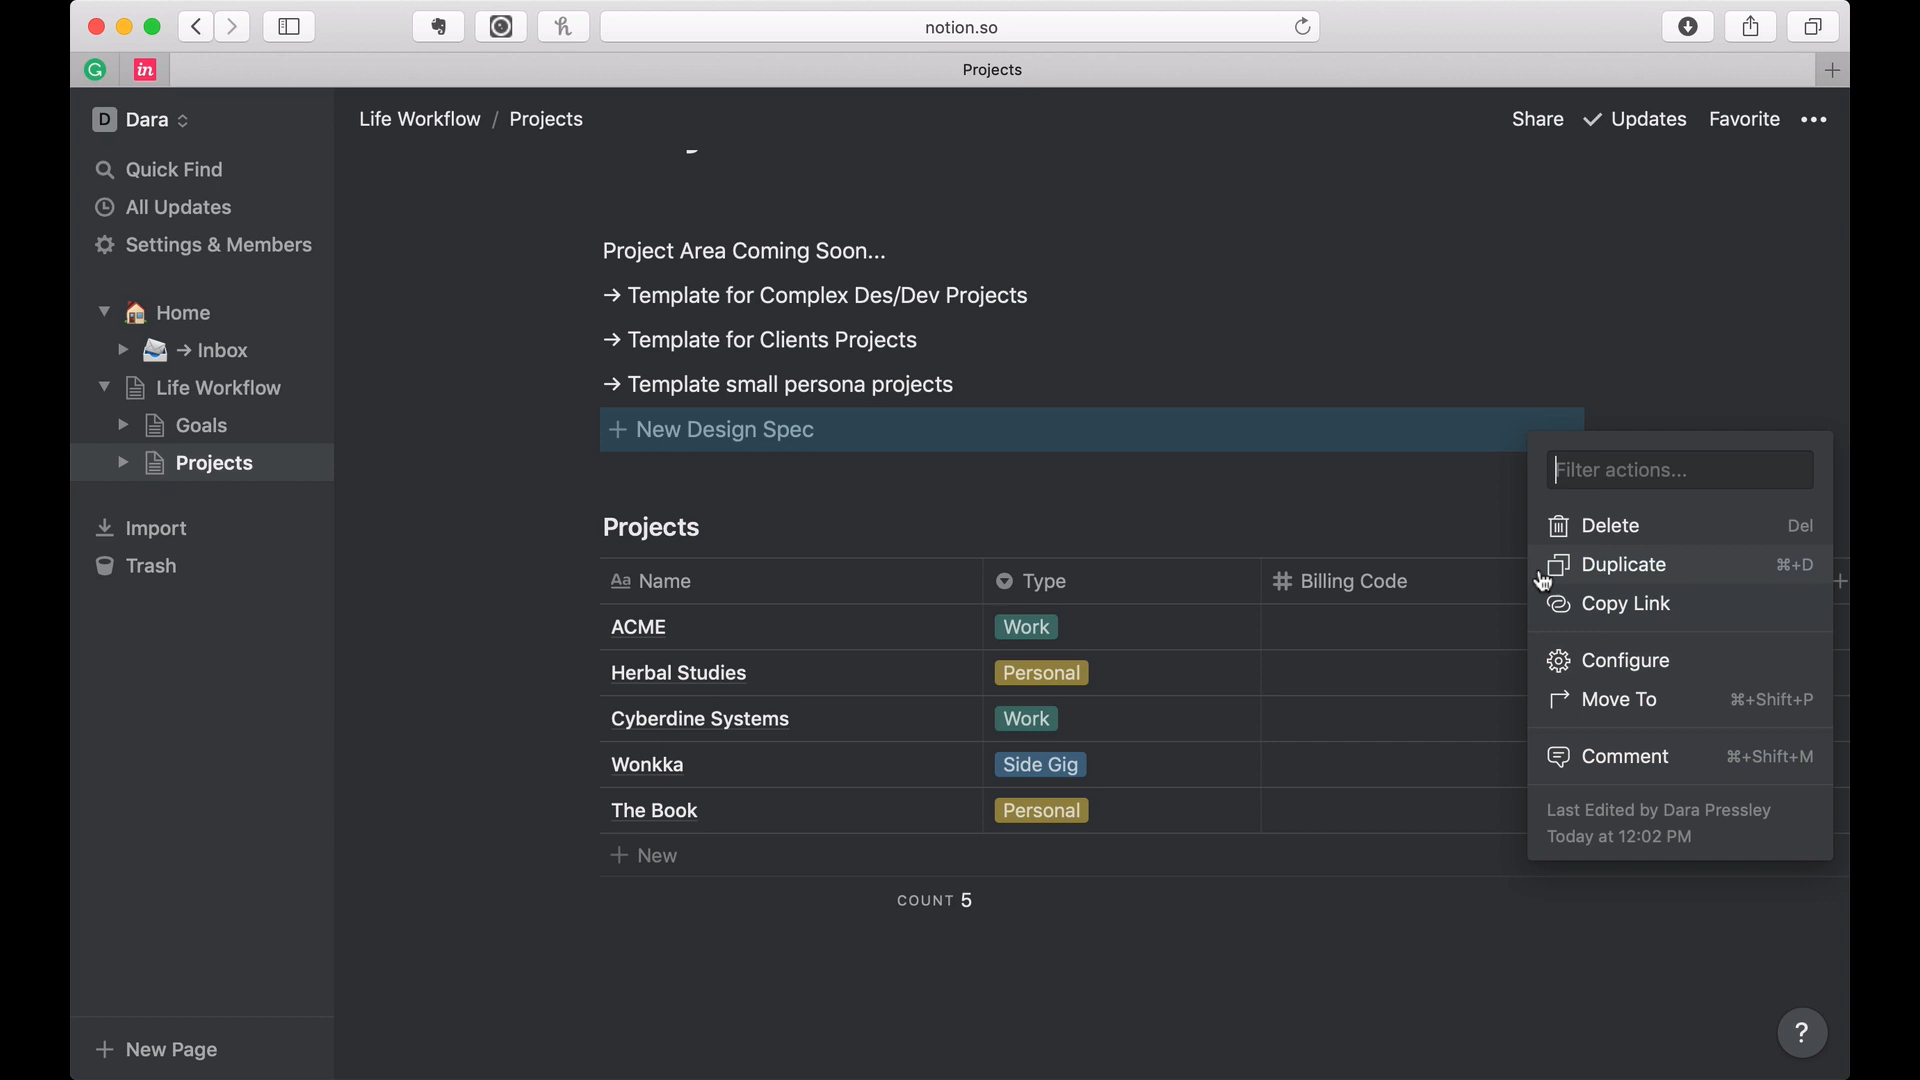 notion.so
Projects
D Dara
Life Workflow / Projects
Share ✓ Updates Favorite •••
Quick Find
All Updates
Settings & Members
Home
→ Inbox
Life Workflow
Goals
Projects
Import
Trash
+ New Page
Project Area Coming Soon...
→ Template for Complex Des/Dev Projects
→ Template for Clients Projects
→ Template small persona projects
+ New Design Spec
Projects
Aa Name Type # Billing Code +
ACME Work
Herbal Studies Personal
Cyberdine Systems Work
Wonkka Side Gig
The Book Personal
+ New
COUNT 5
Filter actions...
Delete Del
Duplicate ⌘+D
Copy Link
Configure
Move To ⌘+Shift+P
Comment ⌘+Shift+M
Last Edited by Dara Pressley
Today at 12:02 PM
?